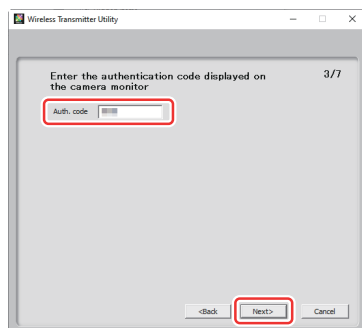 Wireless Transmitter Utility
Enter the authentication code displayed on 3/7
the camera monitor
Auth. code
<Back Next> Cancel